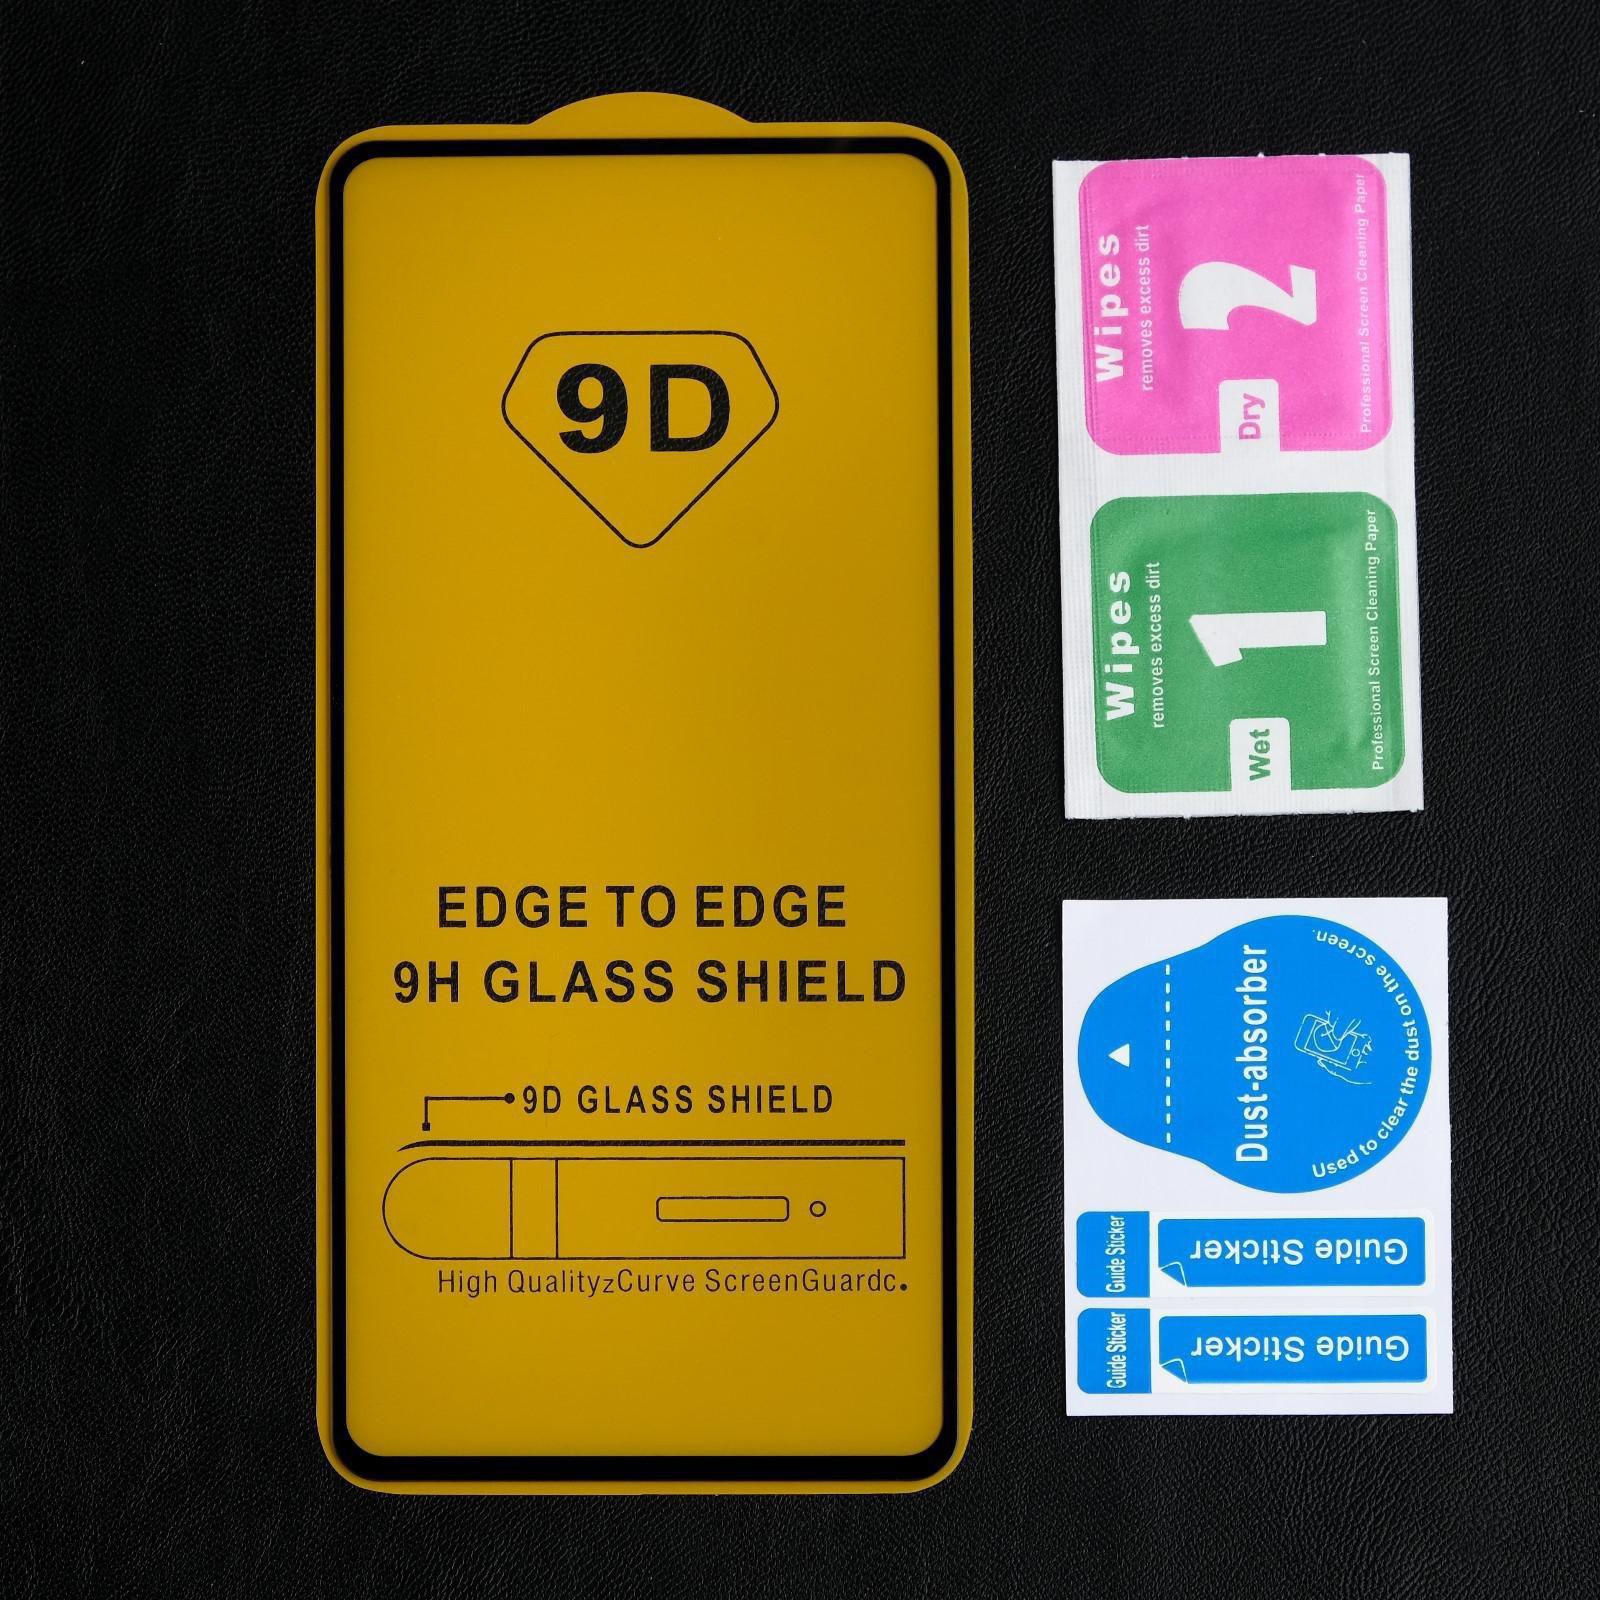 9D
EDGE TO EDGE
9H GLASS SHIELD
9D GLASS SHIELD
High QualityzCurve ScreenGuardc.
Wipes
removes excess dirt
2
Dry
Professional Screen Cleaning Paper
Wipes
removes excess dirt
1
Wet
Professional Screen Cleaning Paper
Dust-absorber
Used to clear the dust on the screen.
Guide Sticker
Guide Sticker
Guide Sticker
Guide Sticker